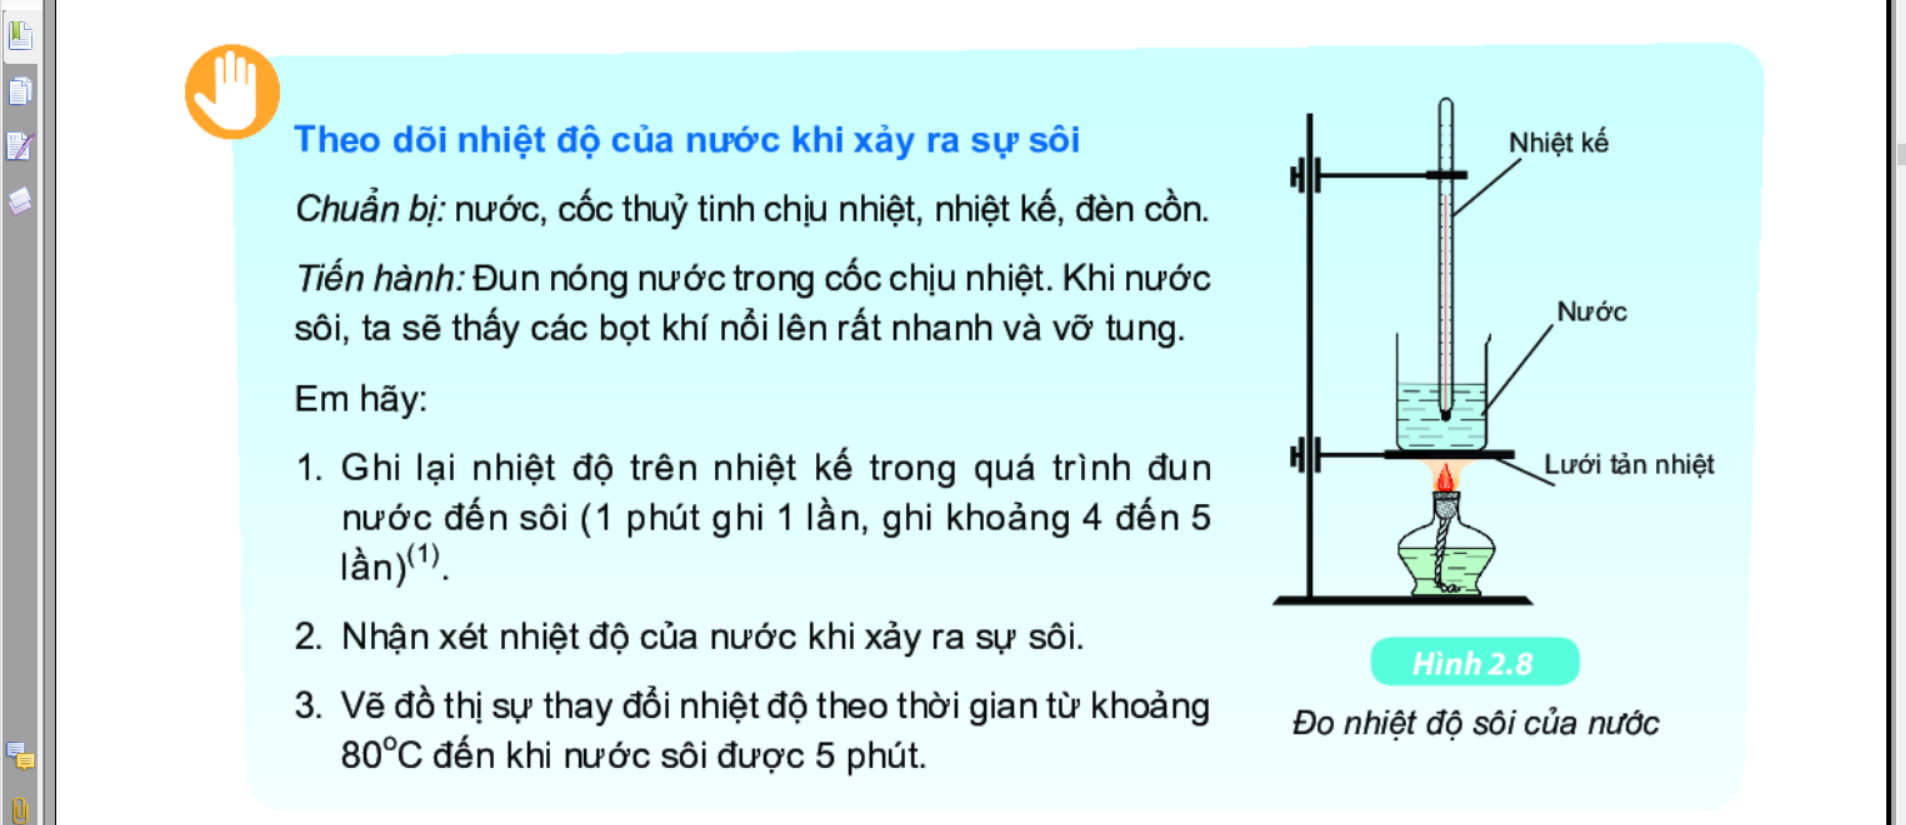 Theo dõi nhiệt độ của nước khi xảy ra sự sôi
Chuẩn bị: nước, cốc thuỷ tinh chịu nhiệt, nhiệt kế, đèn cồn.
Tiến hành: Đun nóng nước trong cốc chịu nhiệt. Khi nước
sôi, ta sẽ thấy các bọt khí nổi lên rất nhanh và vỡ tung.
Em hãy:
1. Ghi lại nhiệt độ trên nhiệt kế trong quá trình đun
nước đến sôi (1 phút ghi 1 lần, ghi khoảng 4 đến 5
lần)⁽¹⁾.
2. Nhận xét nhiệt độ của nước khi xảy ra sự sôi.
3. Vẽ đồ thị sự thay đổi nhiệt độ theo thời gian từ khoảng
80°C đến khi nước sôi được 5 phút.
Nhiệt kế
Nước
Lưới tản nhiệt
Hình 2.8
Đo nhiệt độ sôi của nước